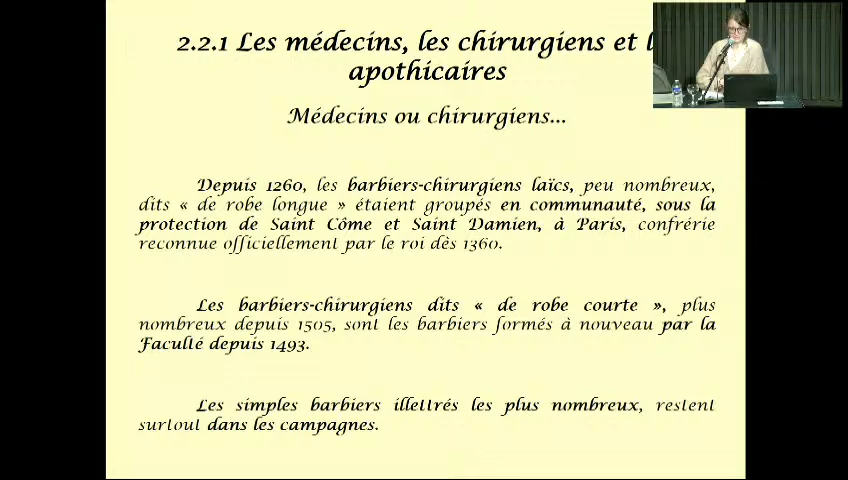 2.2.1 Les médecins, les chirurgiens et l
apothicaires
Médecins ou chirurgiens...
Depuis 1260, les barbiers-chirurgiens laïcs, peu nombreux,
dits « de robe longue » étaient groupés en communauté, sous la
protection de Saint Côme et Saint Damien, à Paris, confrérie
reconnue officiellement par le roi dès 1360.
Les barbiers-chirurgiens dits « de robe courte », plus
nombreux depuis 1505, sont les barbiers formés à nouveau par la
Faculté depuis 1493.
Les simples barbiers illettrés les plus nombreux, restent
surtout dans les campagnes.